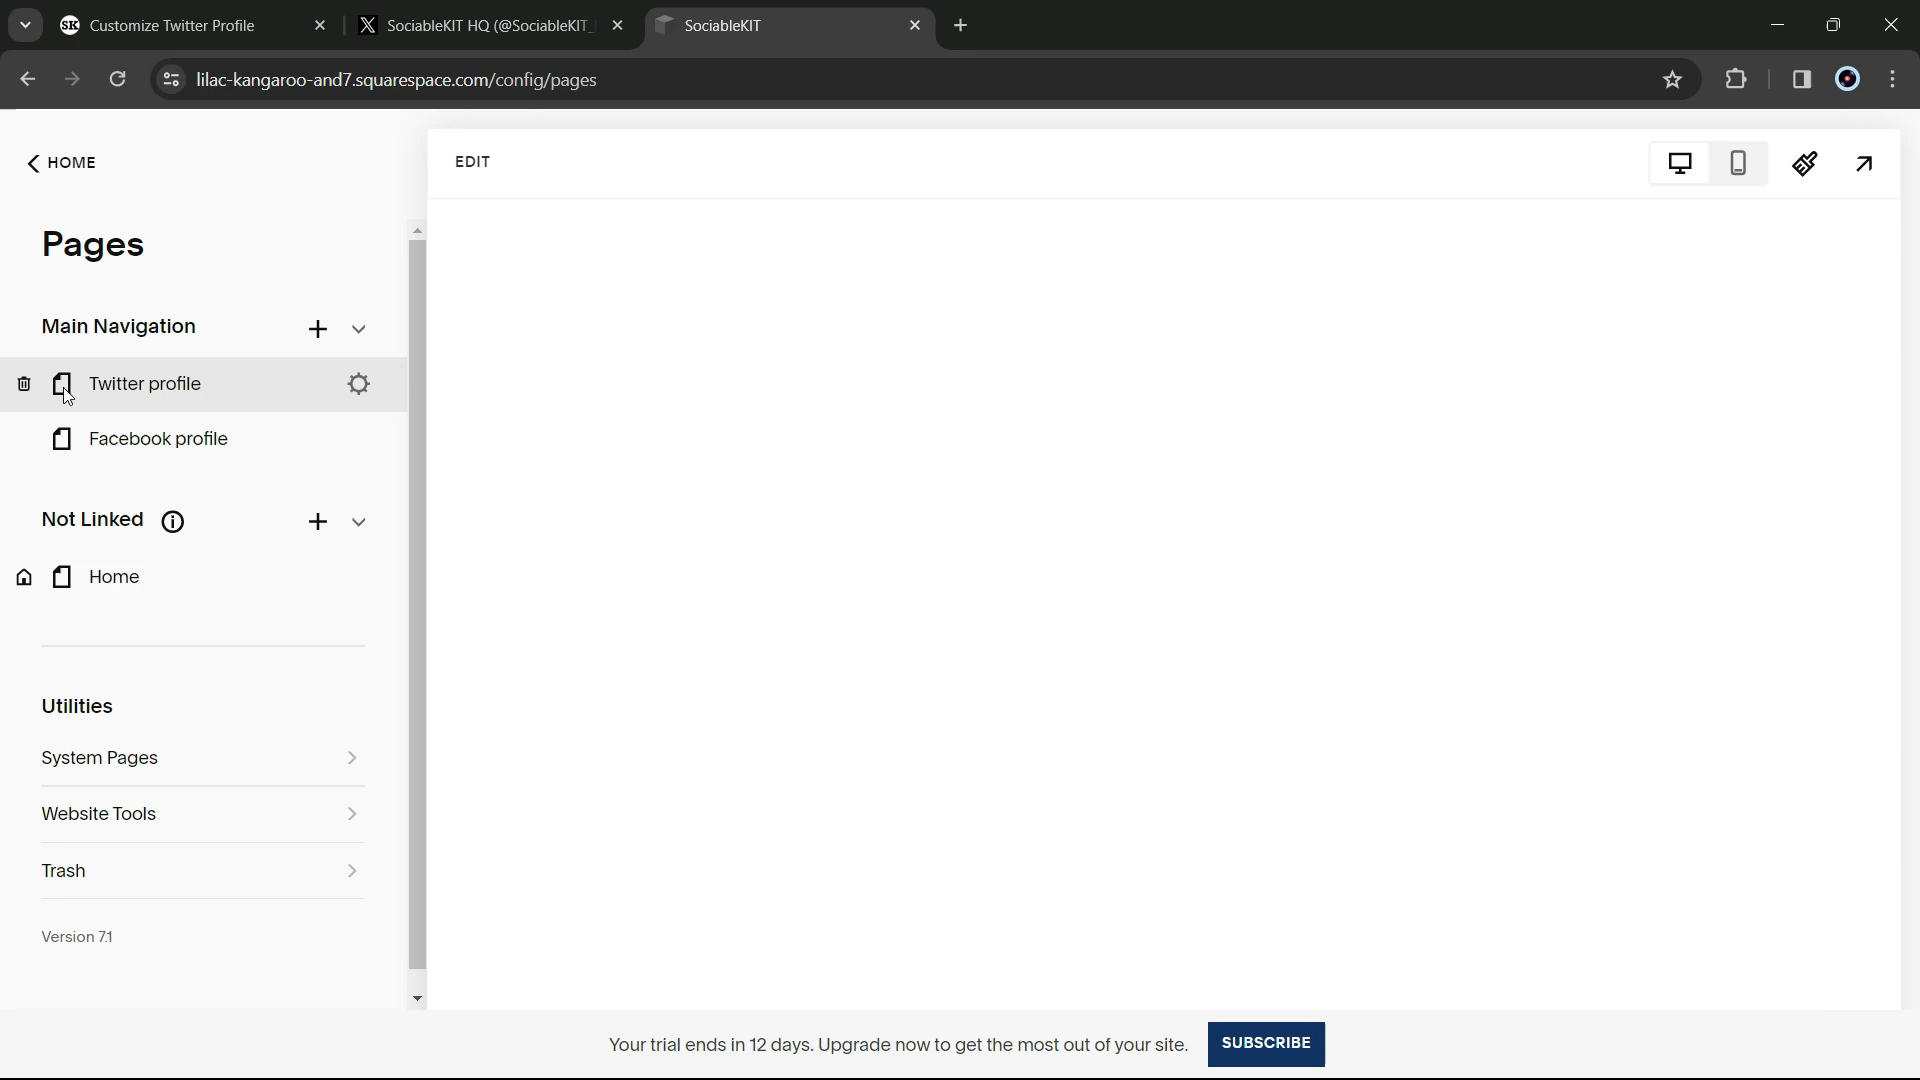 SK Customize Twitter Profile
SociableKIT HQ (@SociableKIT_
SociableKIT
lilac-kangaroo-and7.squarespace.com/config/pages
HOME
EDIT
Pages
Main Navigation
Twitter profile
Facebook profile
Not Linked
Home
Utilities
System Pages
Website Tools
Trash
Version 7.1
Your trial ends in 12 days. Upgrade now to get the most out of your site.
SUBSCRIBE